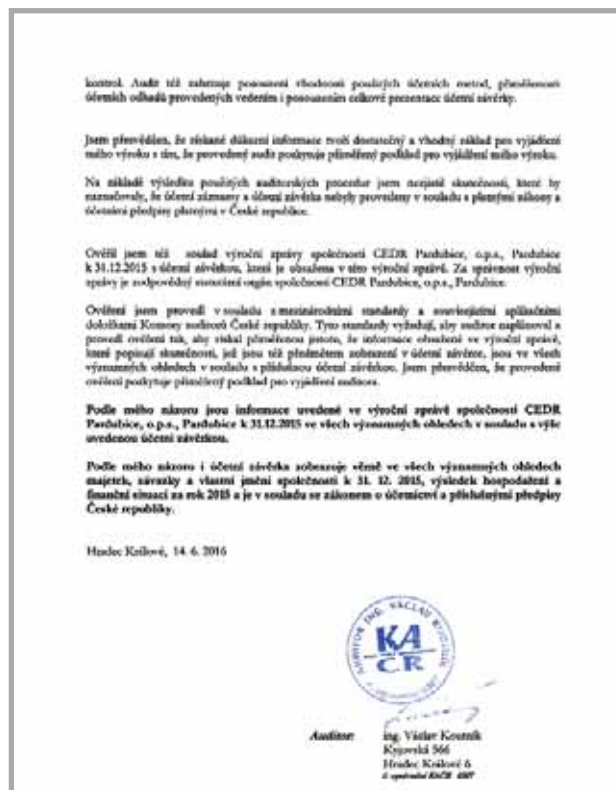 kontrol. Audit též zahrnuje posouzení vhodnosti použitých účetních metod, přiměřenosti
účetních odhadů provedených vedením i posouzením celkové prezentace účetní závěrky.
Jsem přesvědčen, že získané důkazní informace tvoří dostatečný a vhodný základ pro vyjádření
mého výroku s tím, že provedený audit poskytuje přiměřený podklad pro vyjádření mého výroku.
Na základě výsledku použitých auditorských procedur jsem nezjistil skutečnosti, které by
naznačovaly, že účetní záznamy a účetní závěrka nebyly provedeny v souladu s platnými zákony a
účetními předpisy platnými v České republice.
Ověřil jsem též soulad výroční zprávy společnosti CEDR Pardubice, o.p.s., Pardubice
k 31.12.2015 s účetní závěrkou, která je obsažena v této výroční zprávě. Za správnost výroční
zprávy je zodpovědný statutární orgán společnosti CEDR Pardubice, o.p.s., Pardubice.
Ověření jsem provedl v souladu s mezinárodními standardy a souvisejícími aplikačními
doložkami Komory auditorů České republiky. Tyto standardy vyžadují, aby auditor naplánoval a
provedl ověření tak, aby získal přiměřenou jistotu, že informace obsažené ve výroční zprávě,
které popisují skutečnosti, jež jsou též předmětem zobrazení v účetní závěrce, jsou ve všech
významných ohledech v souladu s příslušnou účetní závěrkou. Jsem přesvědčen, že provedené
ověření poskytuje přiměřený podklad pro vyjádření auditora.
Podle mého názoru jsou informace uvedené ve výroční zprávě společnosti CEDR
Pardubice, o.p.s., Pardubice k 31.12.2015 ve všech významných ohledech v souladu s výše
uvedenou účetní závěrkou.
Podle mého názoru i účetní závěrka zobrazuje věrně ve všech významných ohledech
majetek, závazky a vlastní jmění společnosti k 31. 12. 2015, výsledek hospodaření a
finanční situaci za rok 2015 a je v souladu se zákonem o účetnictví a příslušnými předpisy
České republiky.
Hradec Králové, 14. 6. 2016
AUDITOR ING. VÁCLAV
KA
ČR
Auditor: ing. Václav Kouřík
Kyjovská 566
Hradec Králové 6
č. oprávnění KAČR